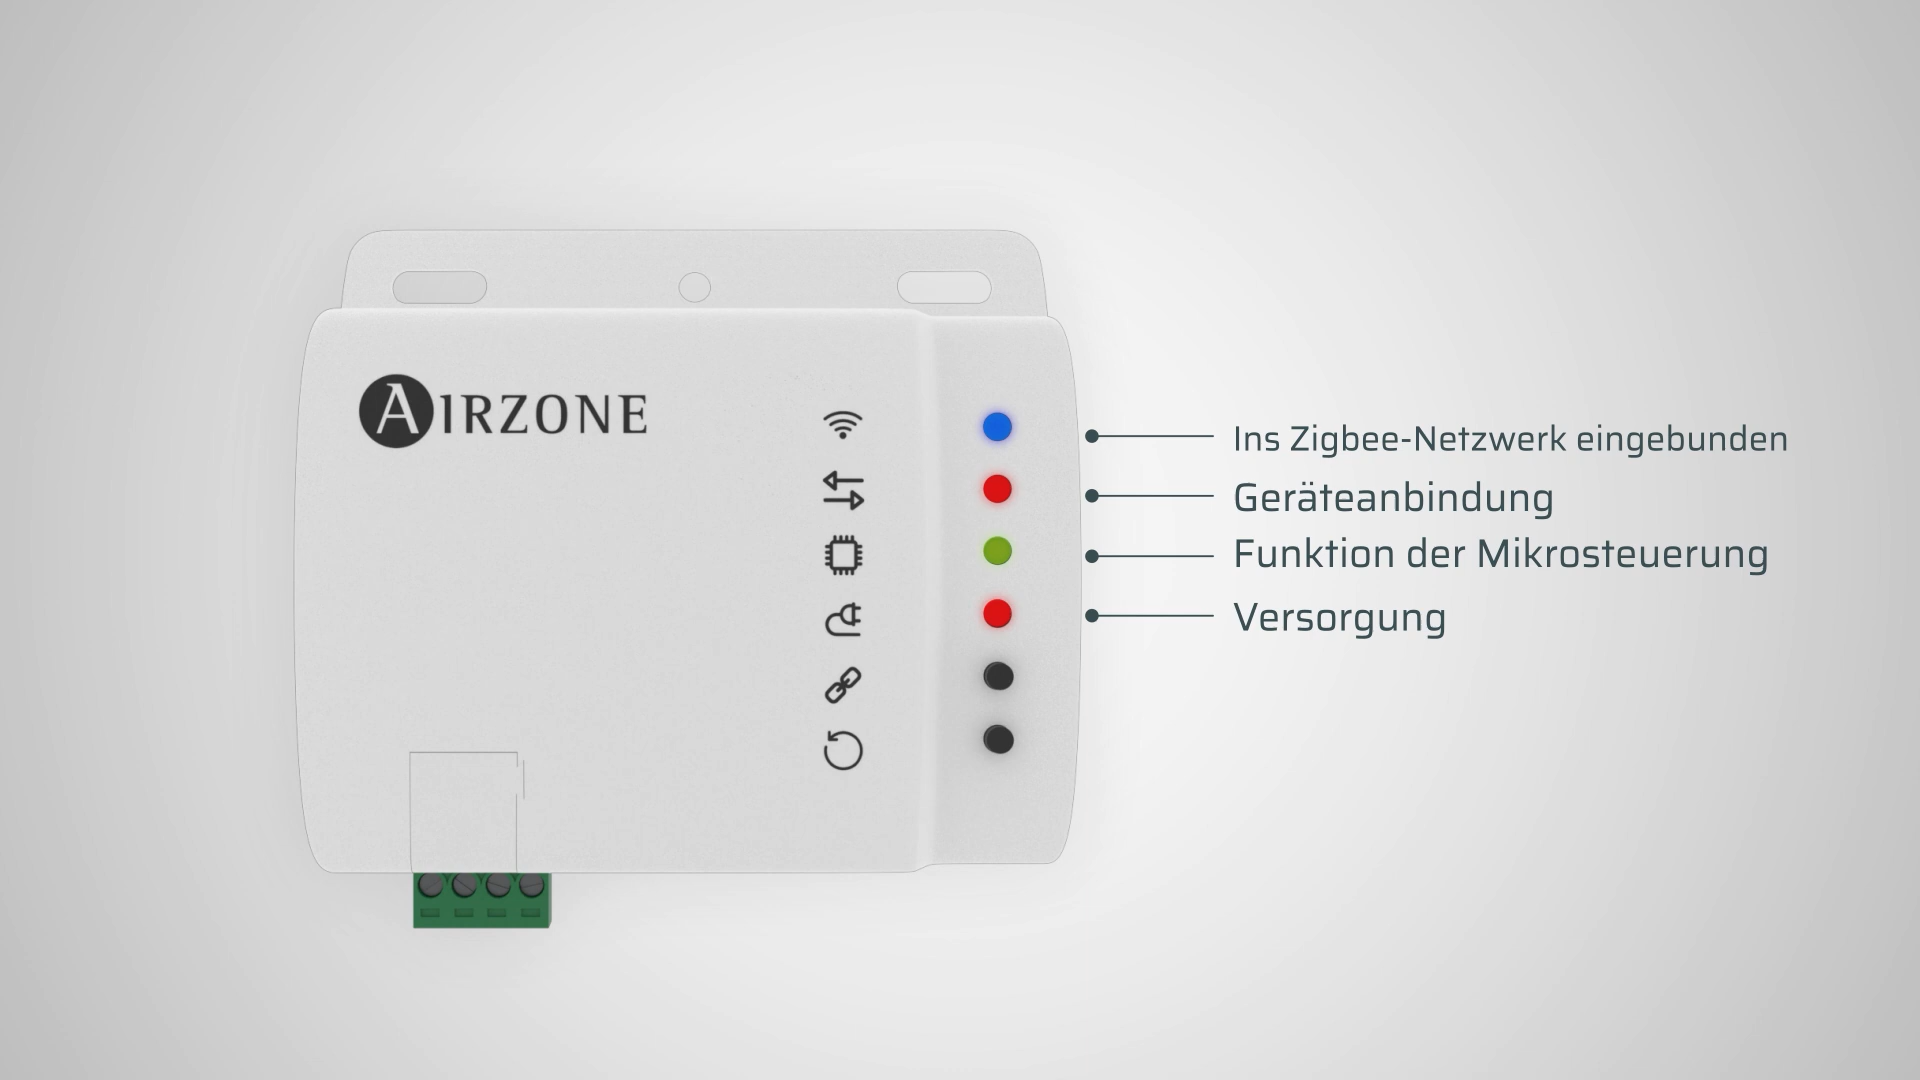 AIRZONE
Ins Zigbee-Netzwerk eingebunden
Geräteanbindung
Funktion der Mikrosteuerung
Versorgung